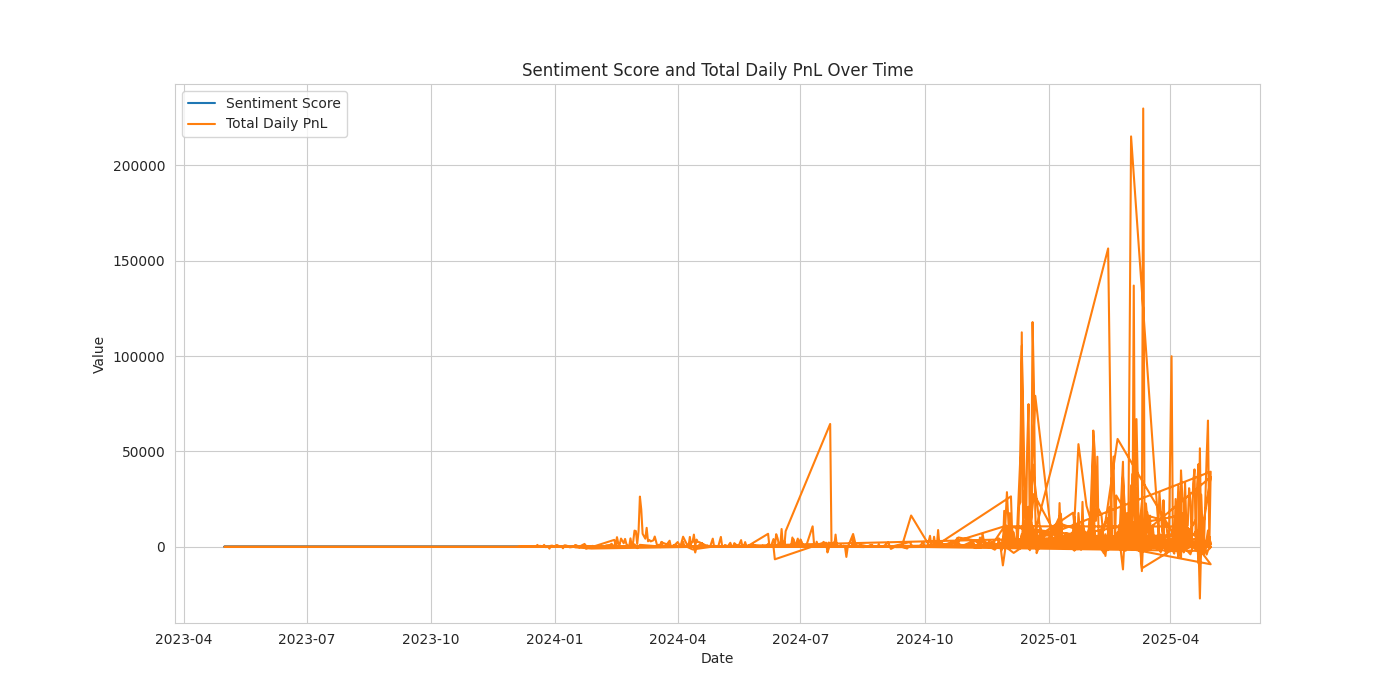 Sentiment Score and Total Daily PnL Over Time
Sentiment Score
Total Daily PnL
200000
150000
100000
50000
0
Value
2023-04 2023-07 2023-10 2024-01 2024-04 2024-07 2024-10 2025-01 2025-04
Date